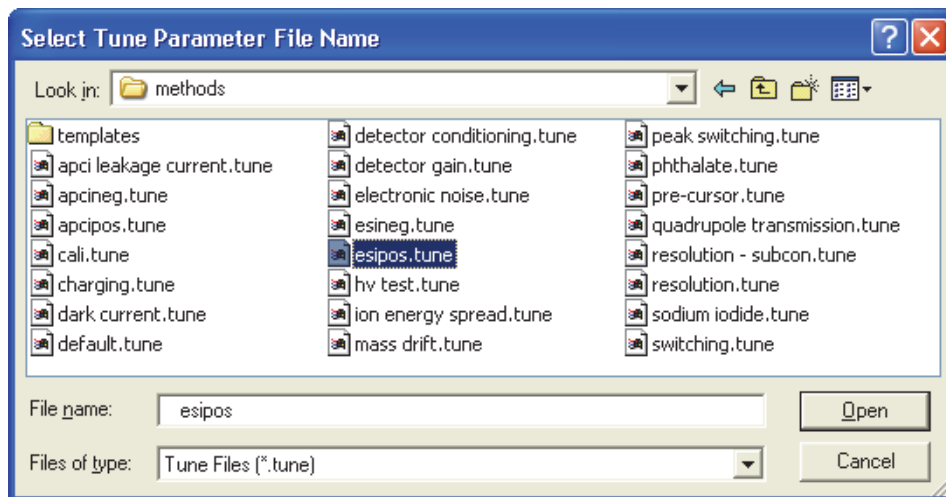 Select Tune Parameter File Name
Look in: methods
templates
apci leakage current.tune
apcineg.tune
apcipos.tune
cali.tune
charging.tune
dark current.tune
default.tune
detector conditioning.tune
detector gain.tune
electronic noise.tune
esineg.tune
esipos.tune
hv test.tune
ion energy spread.tune
mass drift.tune
peak switching.tune
phthalate.tune
pre-cursor.tune
quadrupole transmission.tune
resolution - subcon.tune
resolution.tune
sodium iodide.tune
switching.tune
File name: esipos
Open
Files of type: Tune Files (*.tune)
Cancel